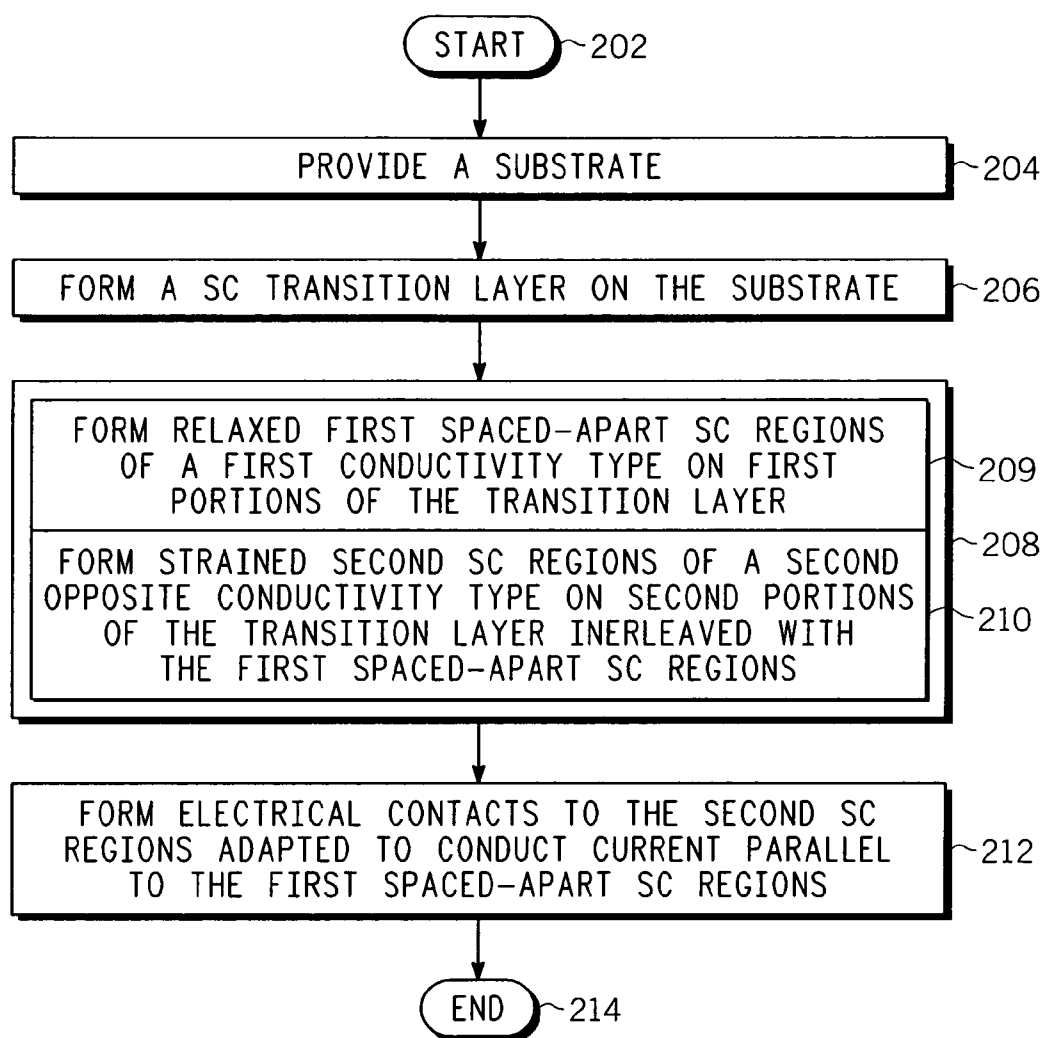 START
202
PROVIDE A SUBSTRATE
204
FORM A SC TRANSITION LAYER ON THE SUBSTRATE
206
FORM RELAXED FIRST SPACED-APART SC REGIONS
OF A FIRST CONDUCTIVITY TYPE ON FIRST
PORTIONS OF THE TRANSITION LAYER
209
208
FORM STRAINED SECOND SC REGIONS OF A SECOND
OPPOSITE CONDUCTIVITY TYPE ON SECOND PORTIONS
OF THE TRANSITION LAYER INERLEAVED WITH
THE FIRST SPACED-APART SC REGIONS
210
FORM ELECTRICAL CONTACTS TO THE SECOND SC
REGIONS ADAPTED TO CONDUCT CURRENT PARALLEL
TO THE FIRST SPACED-APART SC REGIONS
212
END
214